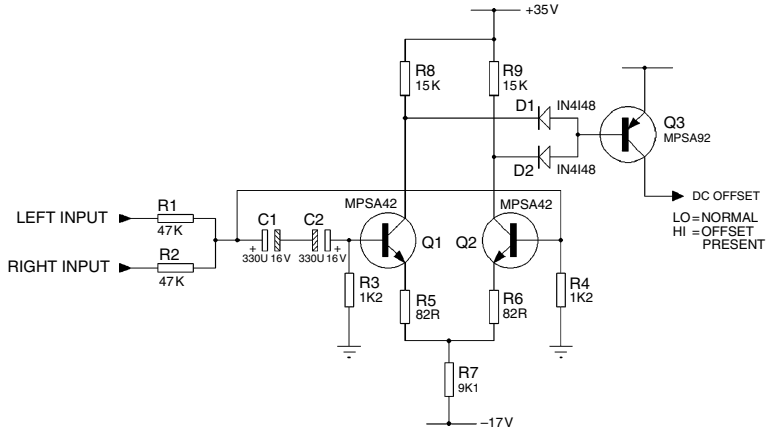 +35V
R8
15K
R9
15K
D1
IN4I48
Q3
MPSA92
D2
IN4I48
DC OFFSET
LO=NORMAL
HI =OFFSET
PRESENT
MPSA42
MPSA42
LEFT INPUT
R1
47K
C1
C2
Q1
Q2
+
330U 16V
330U 16V
+
RIGHT INPUT
R2
47K
R3
1K2
R4
1K2
R5
82R
R6
82R
R7
9K1
–17V